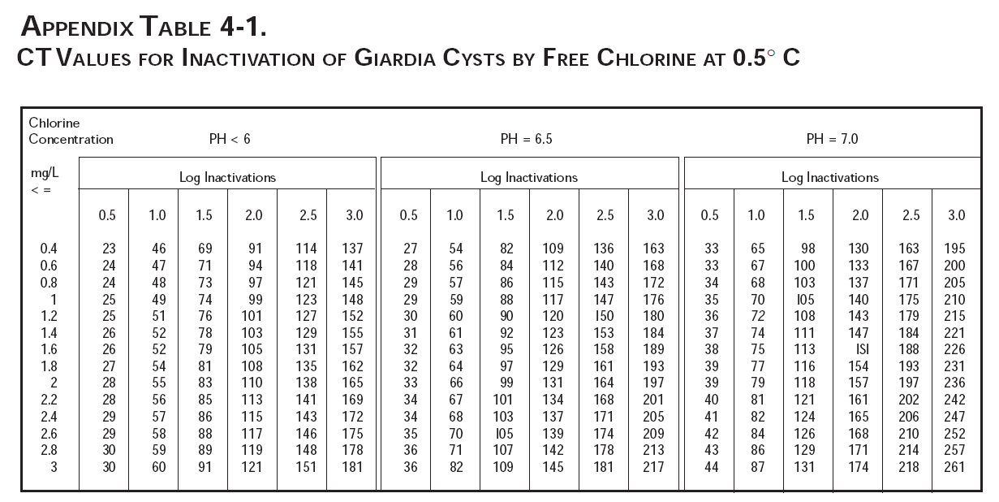 APPENDIX TABLE 4-1.
CT VALUES FOR INACTIVATION OF GIARDIA CYSTS BY FREE CHLORINE AT 0.5° C
Chlorine
Concentration PH < 6 PH = 6.5 PH = 7.0
mg/L Log Inactivations Log Inactivations Log Inactivations
< =
0.5 1.0 1.5 2.0 2.5 3.0 0.5 1.0 1.5 2.0 2.5 3.0 0.5 1.0 1.5 2.0 2.5 3.0
0.4 23 46 69 91 114 137 27 54 82 109 136 163 33 65 98 130 163 195
0.6 24 47 71 94 118 141 28 56 84 112 140 168 33 67 100 133 167 200
0.8 24 48 73 97 121 145 29 57 86 115 143 172 34 68 103 137 171 205
1 25 49 74 99 123 148 29 59 88 117 147 176 35 70 I05 140 175 210
1.2 25 51 76 101 127 152 30 60 90 120 I50 180 36 72 108 143 179 215
1.4 26 52 78 103 129 155 31 61 92 123 153 184 37 74 111 147 184 221
1.6 26 52 79 105 131 157 32 63 95 126 158 189 38 75 113 ISI 188 226
1.8 27 54 81 108 135 162 32 64 97 129 161 193 39 77 116 154 193 231
2 28 55 83 110 138 165 33 66 99 131 164 197 39 79 118 157 197 236
2.2 28 56 85 113 141 169 34 67 101 134 168 201 40 81 121 161 202 242
2.4 29 57 86 115 143 172 34 68 103 137 171 205 41 82 124 165 206 247
2.6 29 58 88 117 146 175 35 70 I05 139 174 209 42 84 126 168 210 252
2.8 30 59 89 119 148 178 36 71 107 142 178 213 43 86 129 171 214 257
3 30 60 91 121 151 181 36 82 109 145 181 217 44 87 131 174 218 261